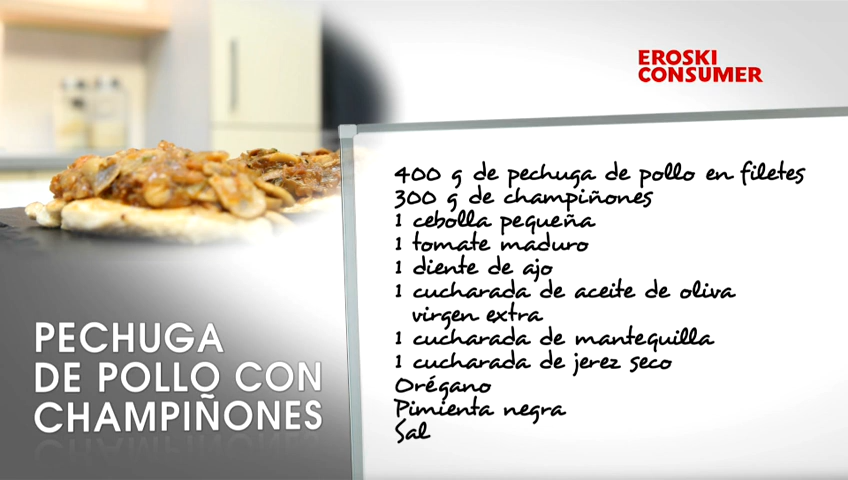 EROSKI
CONSUMER
400 g de pechuga de pollo en filetes
300 g de champiñones
1 cebolla pequeña
1 tomate maduro
1 diente de ajo
1 cucharada de aceite de oliva
virgen extra
1 cucharada de mantequilla
1 cucharada de jerez seco
Orégano
Pimienta negra
Sal
PECHUGA
DE POLLO CON
CHAMPIÑONES